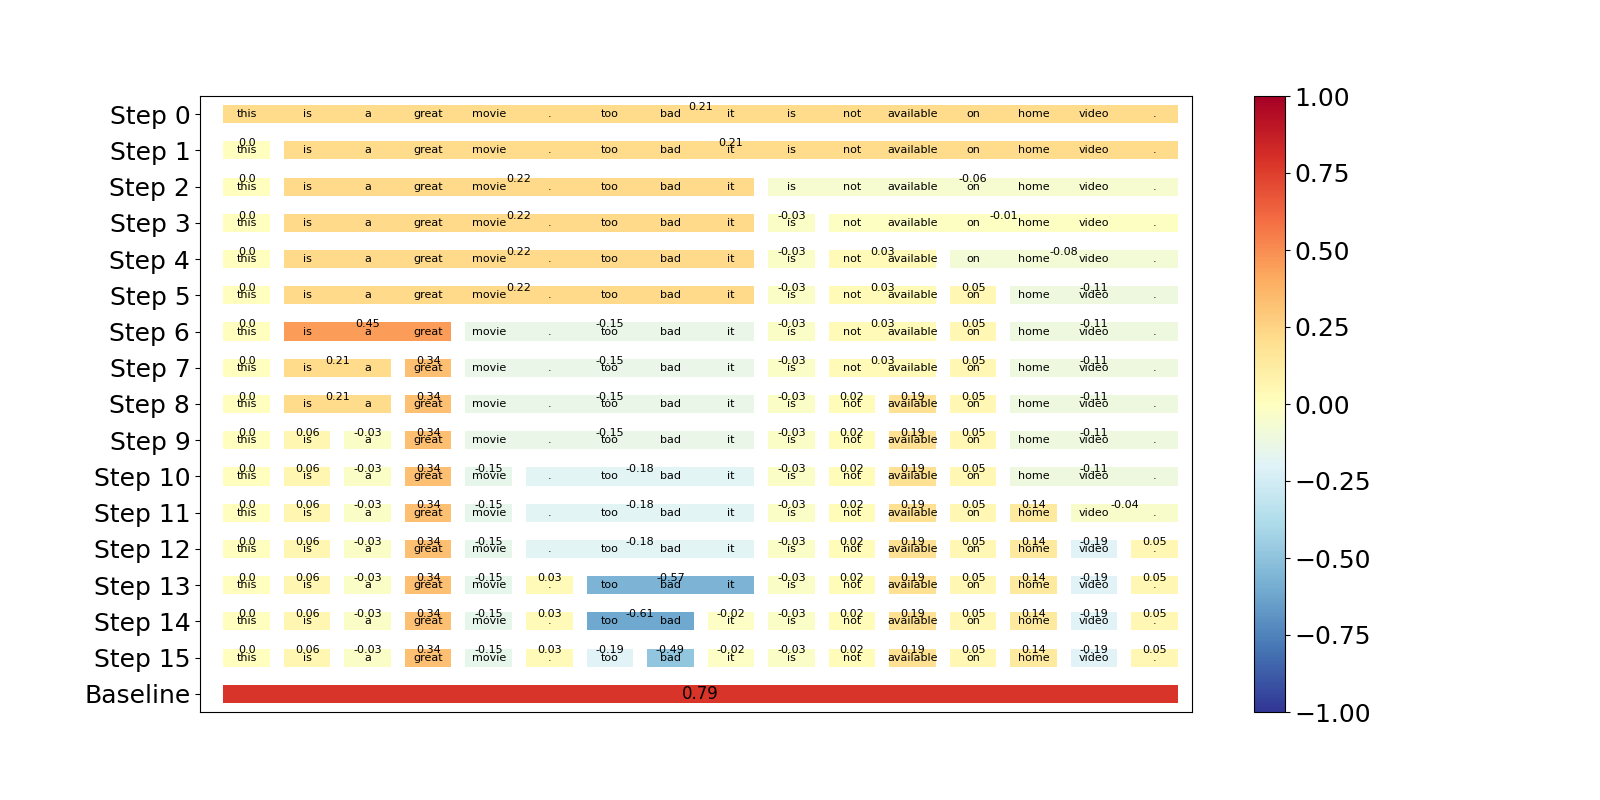 0.21
Step 0 this is a great movie . too bad it is not available on home video . 1.00
0.0 0.21
Step 1 this is a great movie . too bad it is not available on home video .
0.0 0.22 -0.06
Step 2 this is a great movie . too bad it is not available on home video . 0.75
0.0 0.22 -0.03 -0.01
Step 3 this is a great movie . too bad it is not available on home video .
0.0 0.22 -0.03 0.03 -0.08
Step 4 this is a great movie . too bad it is not available on home video . 0.50
0.0 0.22 -0.03 0.03 0.05 -0.11
Step 5 this is a great movie . too bad it is not available on home video .
0.0 0.45 -0.15 -0.03 0.03 0.05 -0.11
Step 6 this is a great movie . too bad it is not available on home video . 0.25
0.0 0.21 0.34 -0.15 -0.03 0.03 0.05 -0.11
Step 7 this is a great movie . too bad it is not available on home video .
0.0 0.21 0.34 -0.15 -0.03 0.02 0.19 0.05 -0.11
Step 8 this is a great movie . too bad it is not available on home video . 0.00
0.0 0.06 -0.03 0.34 -0.15 -0.03 0.02 0.19 0.05 -0.11
Step 9 this is a great movie . too bad it is not available on home video .
0.0 0.06 -0.03 0.34 -0.15 -0.18 -0.03 0.02 0.19 0.05 -0.11
Step 10 this is a great movie . too bad it is not available on home video . −0.25
0.0 0.06 -0.03 0.34 -0.15 -0.18 -0.03 0.02 0.19 0.05 0.14 -0.04
Step 11 this is a great movie . too bad it is not available on home video .
0.0 0.06 -0.03 0.34 -0.15 -0.18 -0.03 0.02 0.19 0.05 0.14 -0.19 0.05
Step 12 this is a great movie . too bad it is not available on home video . −0.50
0.0 0.06 -0.03 0.34 -0.15 0.03 -0.57 -0.03 0.02 0.19 0.05 0.14 -0.19 0.05
Step 13 this is a great movie . too bad it is not available on home video .
0.0 0.06 -0.03 0.34 -0.15 0.03 -0.61 -0.02 -0.03 0.02 0.19 0.05 0.14 -0.19 0.05
Step 14 this is a great movie . too bad it is not available on home video . −0.75
0.0 0.06 -0.03 0.34 -0.15 0.03 -0.19 -0.49 -0.02 -0.03 0.02 0.19 0.05 0.14 -0.19 0.05
Step 15 this is a great movie . too bad it is not available on home video .
Baseline 0.79 −1.00